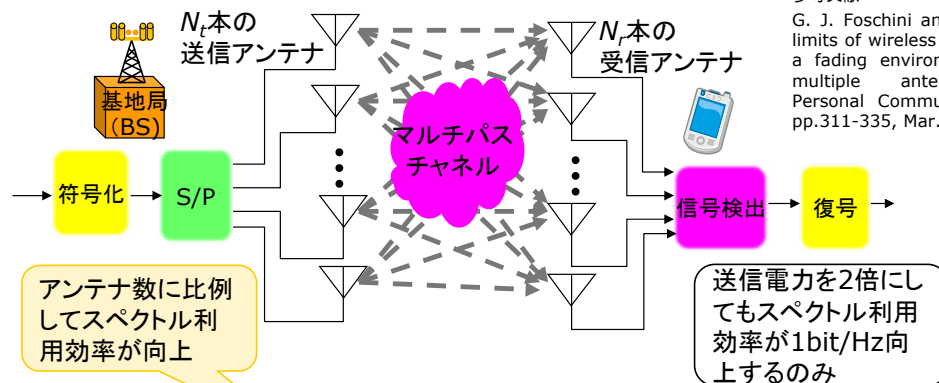 N_t本の
送信アンテナ
N_r本の
受信アンテナ
G. J. Foschini an
limits of wireless
a fading environ
multiple ante
Personal Commu
pp.311-335, Mar.
基地局
(BS)
マルチパス
チャネル
符号化
S/P
信号検出
復号
アンテナ数に比例
してスペクトル利
用効率が向上
送信電力を2倍にし
てもスペクトル利用
効率が1bit/Hz向
上するのみ